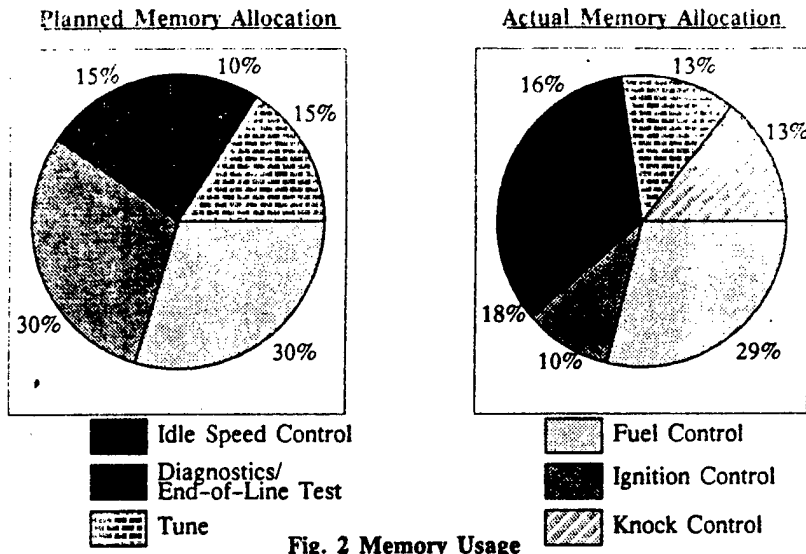 Planned Memory Allocation
15%
10%
15%
30%
30%
Actual Memory Allocation
16%
13%
13%
18%
10%
29%
Idle Speed Control
Diagnostics/
End-of-Line Test
Tune
Fuel Control
Ignition Control
Knock Control
Fig. 2 Memory Usage